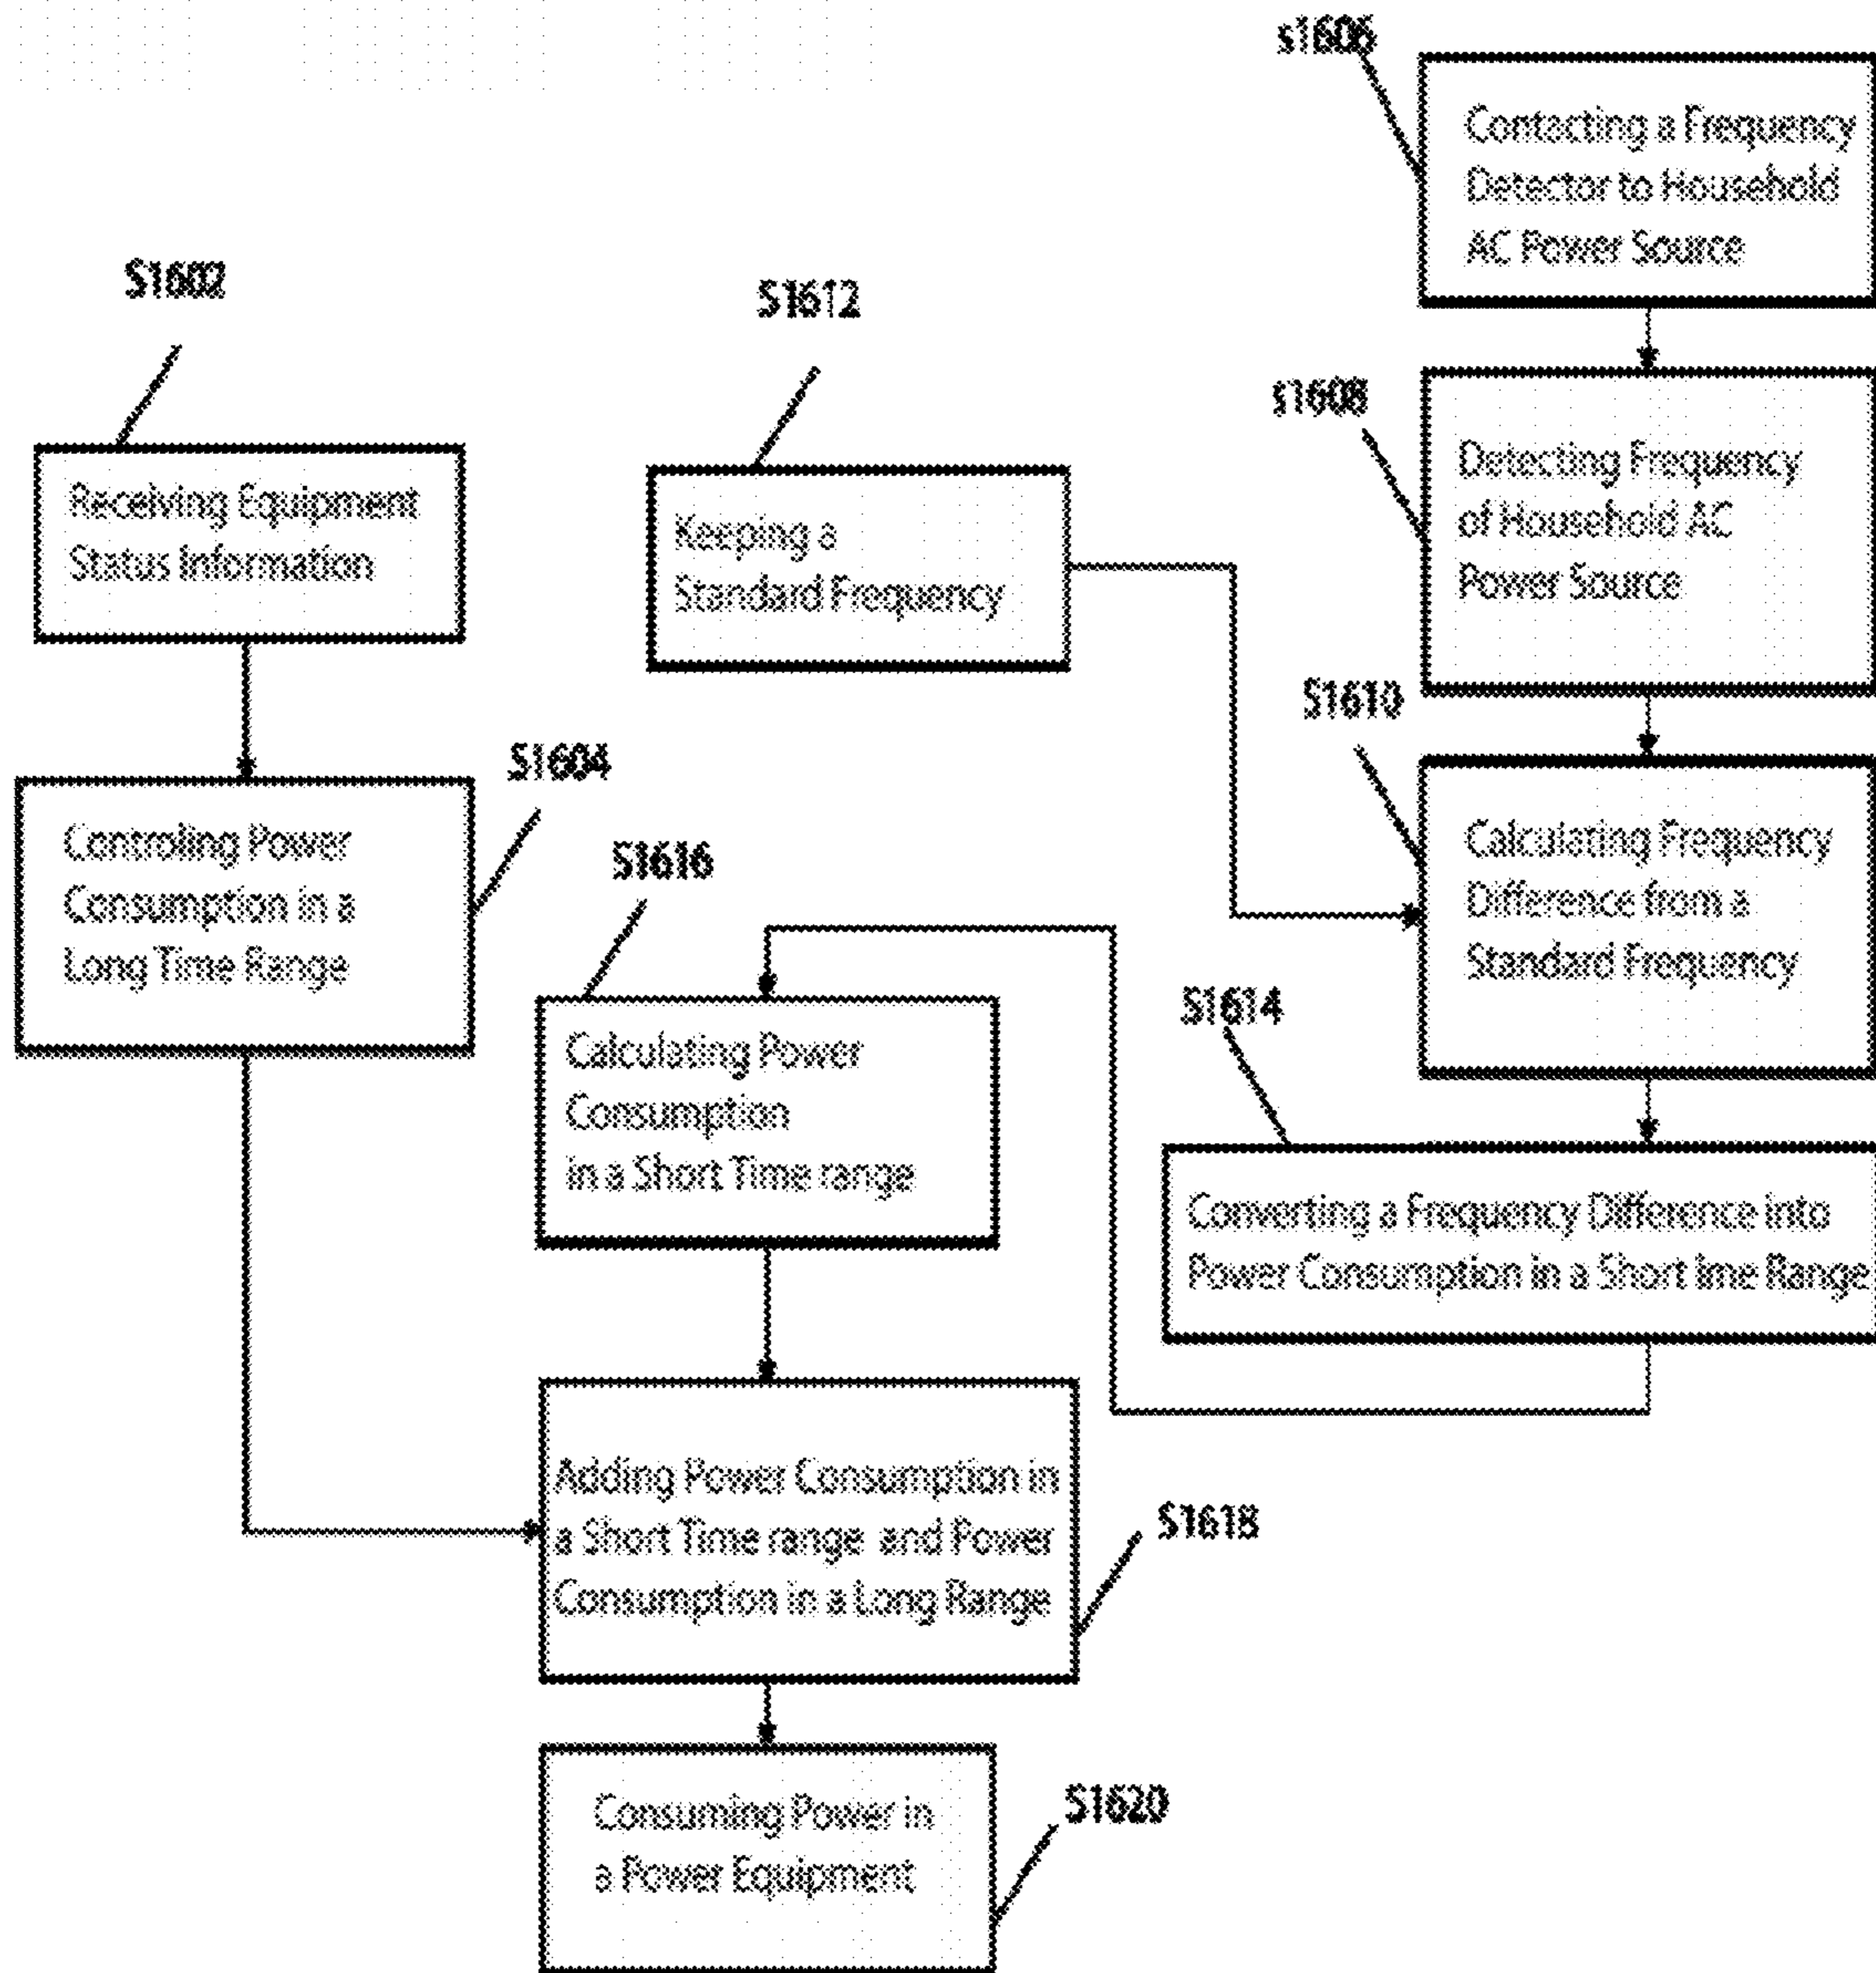 s1606
Contacting a Frequency
Detector to Household
AC Power Source
S1602
Receiving Equipment
Status Information
S1612
Keeping a
Standard Frequency
s1608
Detecting Frequency
of Household AC
Power Source
S1604
Controling Power
Consumption in a
Long Time Range
S1610
Calculating Frequency
Difference from a
Standard Frequency
S1616
Calculating Power
Consumption
in a Short Time range
S1614
Converting a Frequency Difference into
Power Consumption in a Short ime Range
Adding Power Consumption in
a Short Time range and Power
Consumption in a Long Range
S1618
Consuming Power in
a Power Equipment
S1620